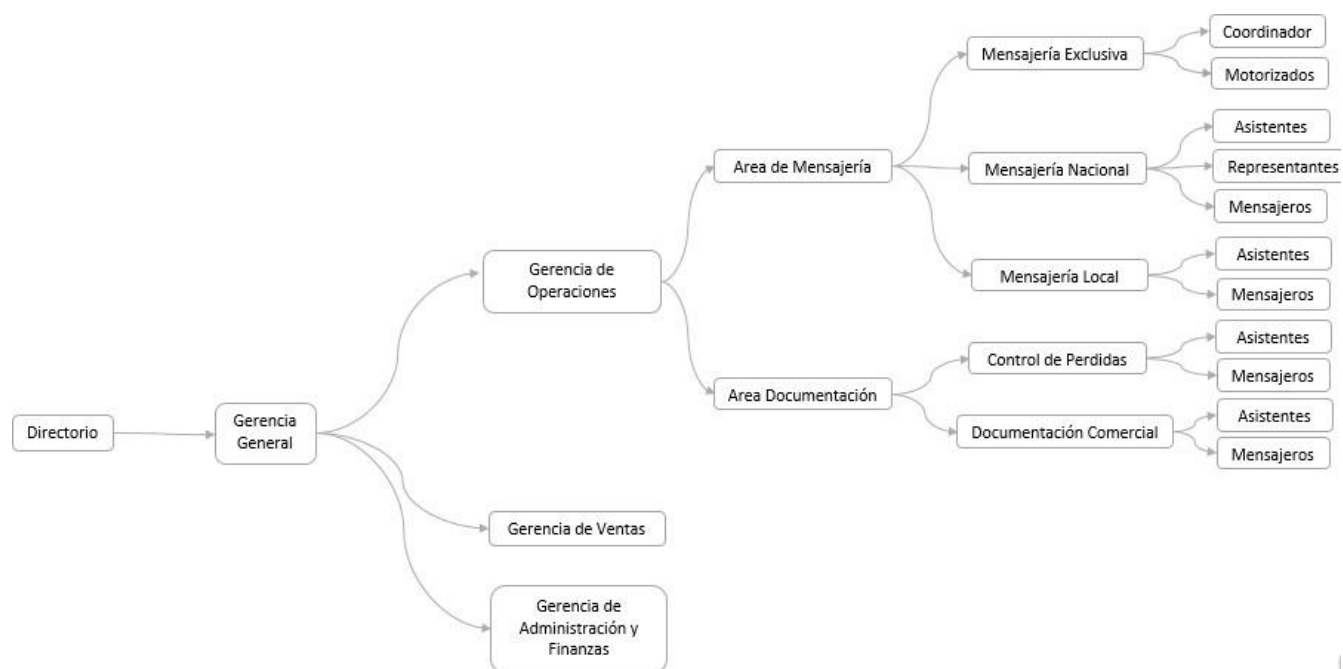 Directorio
Gerencia
General
Gerencia de
Operaciones
Gerencia de Ventas
Gerencia de
Administración y
Finanzas
Area de Mensajería
Area Documentación
Mensajería Exclusiva
Mensajería Nacional
Mensajería Local
Control de Perdidas
Documentación Comercial
Coordinador
Motorizados
Asistentes
Representantes
Mensajeros
Asistentes
Mensajeros
Asistentes
Mensajeros
Asistentes
Mensajeros